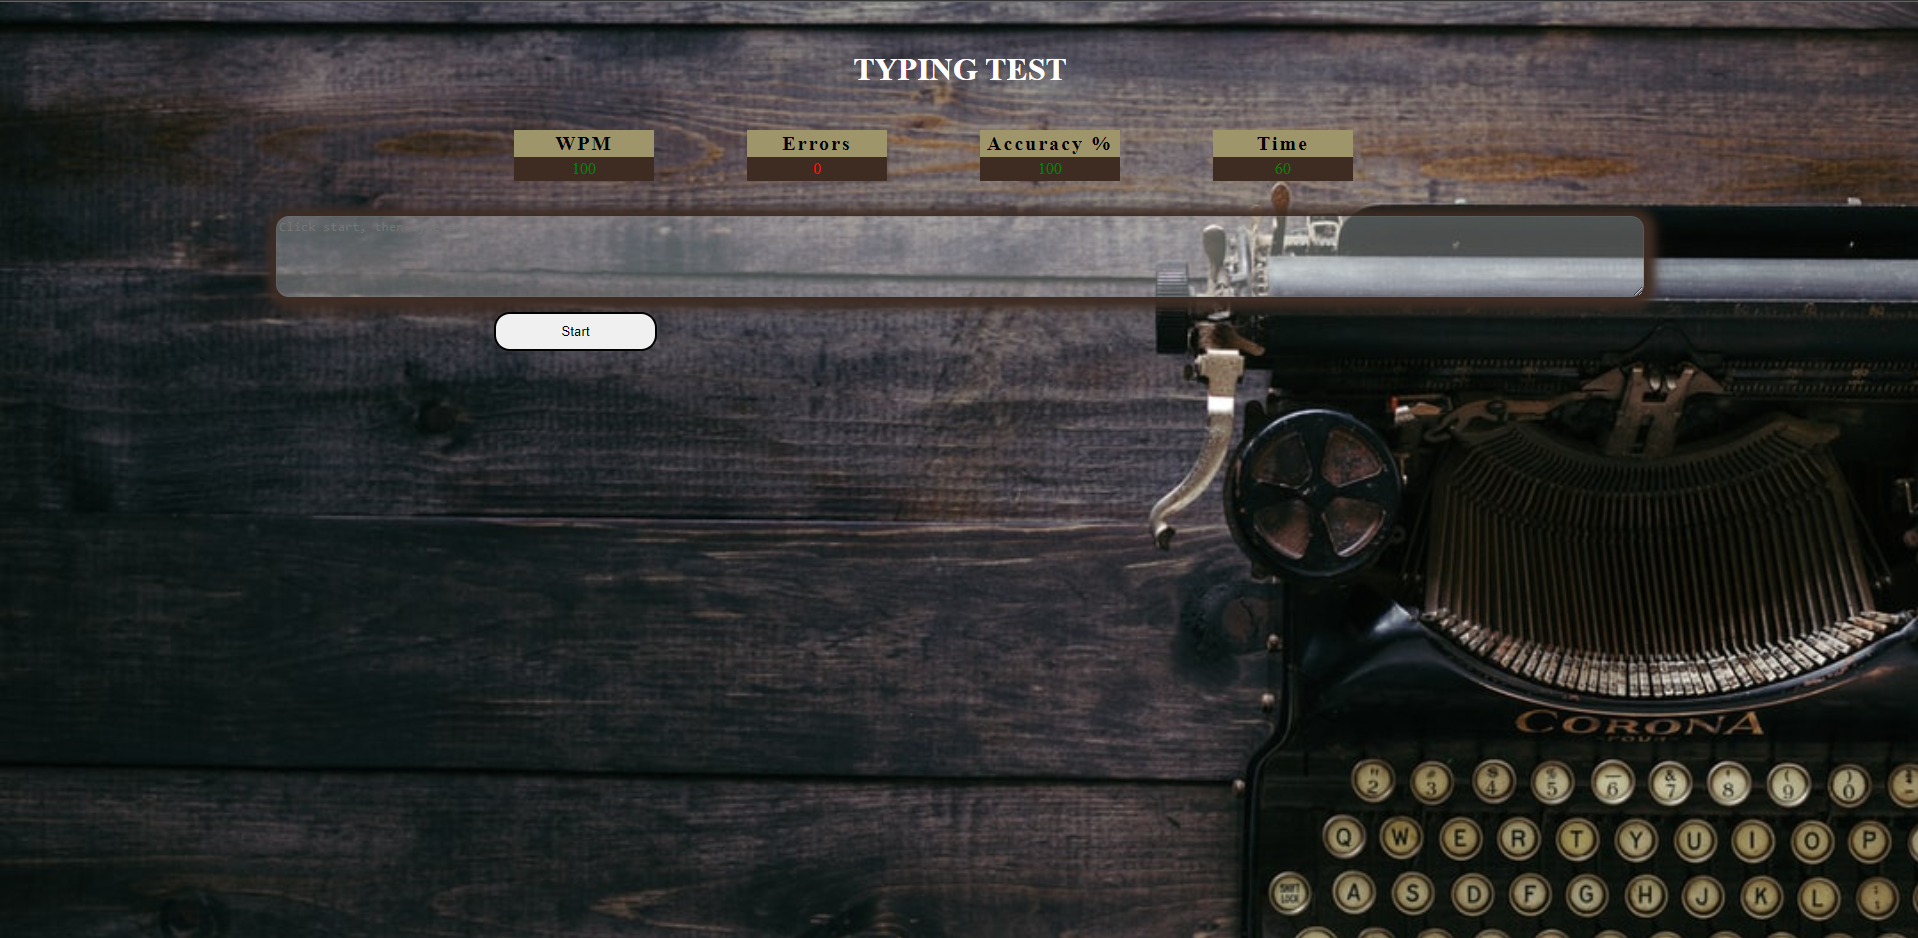 TYPING TEST
WPM Errors Accuracy % Time
100 0 100 60
Click start, then
Start
CORONA
FOUR
" # $ % _ & ' ( )
2 3 4 5 6 7 8 9 0 -
Q W E R T Y U I O P
SHIFT LOCK A S D F G H J K L